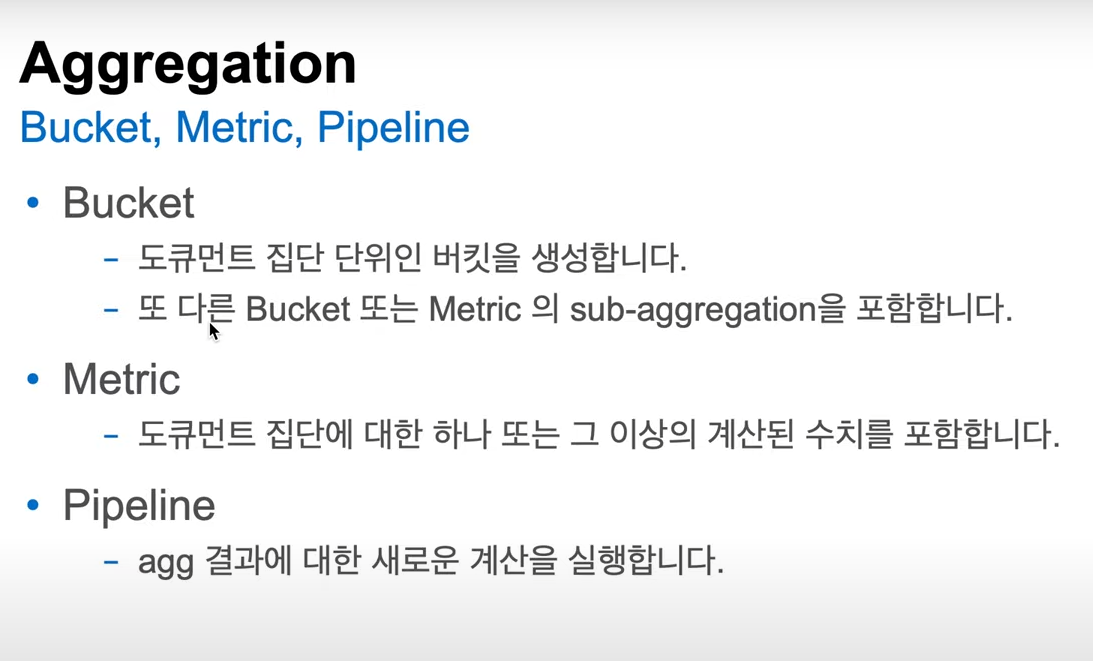 Aggregation
Bucket, Metric, Pipeline
• Bucket
– 도큐먼트 집단 단위인 버킷을 생성합니다.
– 또 다른 Bucket 또는 Metric 의 sub-aggregation을 포함합니다.
• Metric
– 도큐먼트 집단에 대한 하나 또는 그 이상의 계산된 수치를 포함합니다.
• Pipeline
– agg 결과에 대한 새로운 계산을 실행합니다.